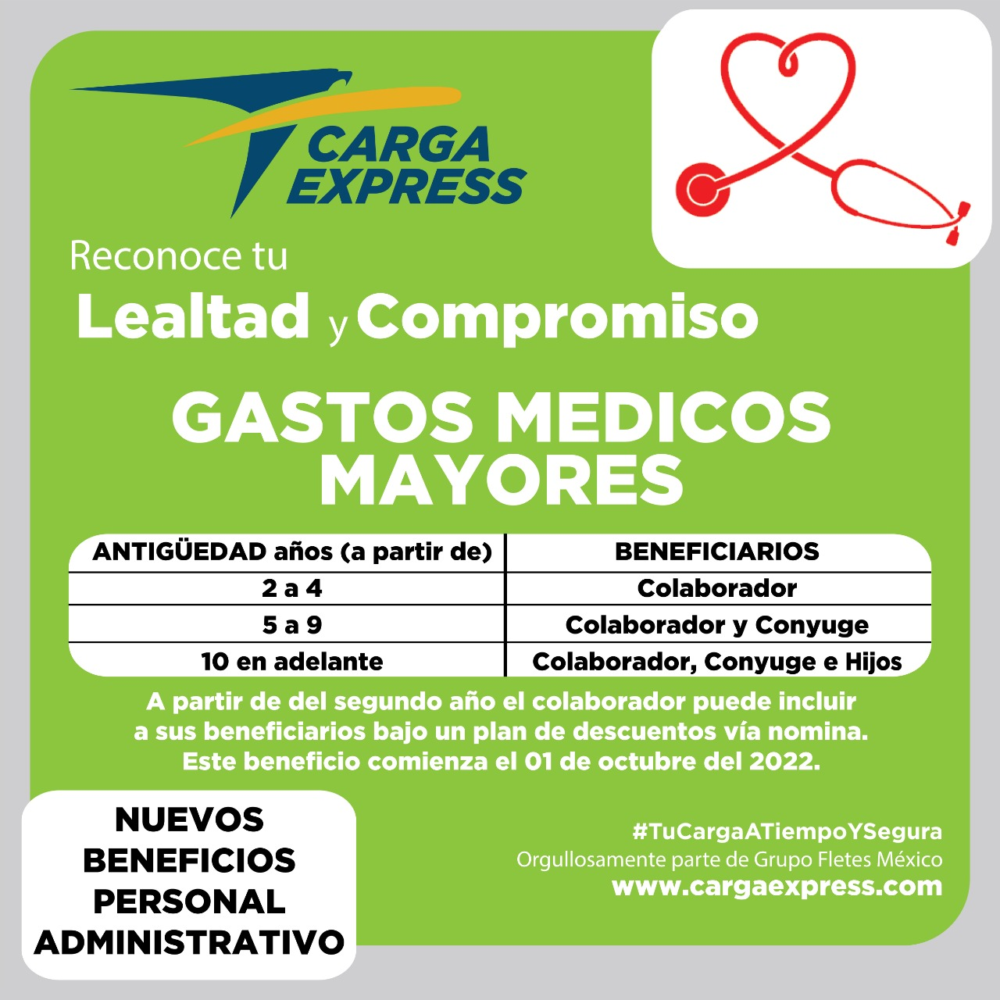 CARGA
EXPRESS
Reconoce tu
Lealtad y Compromiso
GASTOS MEDICOS
MAYORES
ANTIGÜEDAD años (a partir de) BENEFICIARIOS
2 a 4 Colaborador
5 a 9 Colaborador y Conyuge
10 en adelante Colaborador, Conyuge e Hijos
A partir de del segundo año el colaborador puede incluir
a sus beneficiarios bajo un plan de descuentos vía nomina.
Este beneficio comienza el 01 de octubre del 2022.
NUEVOS
BENEFICIOS
PERSONAL
ADMINISTRATIVO
#TuCargaATiempoYSegura
Orgullosamente parte de Grupo Fletes México
www.cargaexpress.com